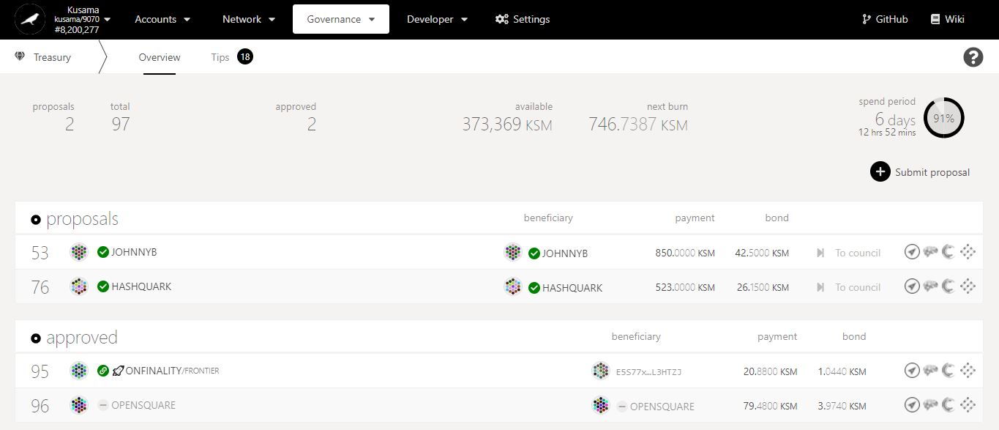 Kusama
kusama/9070
#8,200,277
Accounts Network Governance Developer Settings GitHub Wiki
Treasury Overview Tips 18 ?
proposals total approved available next burn spend period
2 97 2 373,369 KSM 746.7387 KSM 6 days 91%
12 hrs 52 mins
Submit proposal
proposals beneficiary payment bond
53 JOHNNYB JOHNNYB 850.0000 KSM 42.5000 KSM To council
76 HASHQUARK HASHQUARK 523.0000 KSM 26.1500 KSM To council
approved beneficiary payment bond
95 ONFINALITY/FRONTIER E5S77x...L3HTZJ 20.8800 KSM 1.0440 KSM
96 OPENSQUARE OPENSQUARE 79.4800 KSM 3.9740 KSM